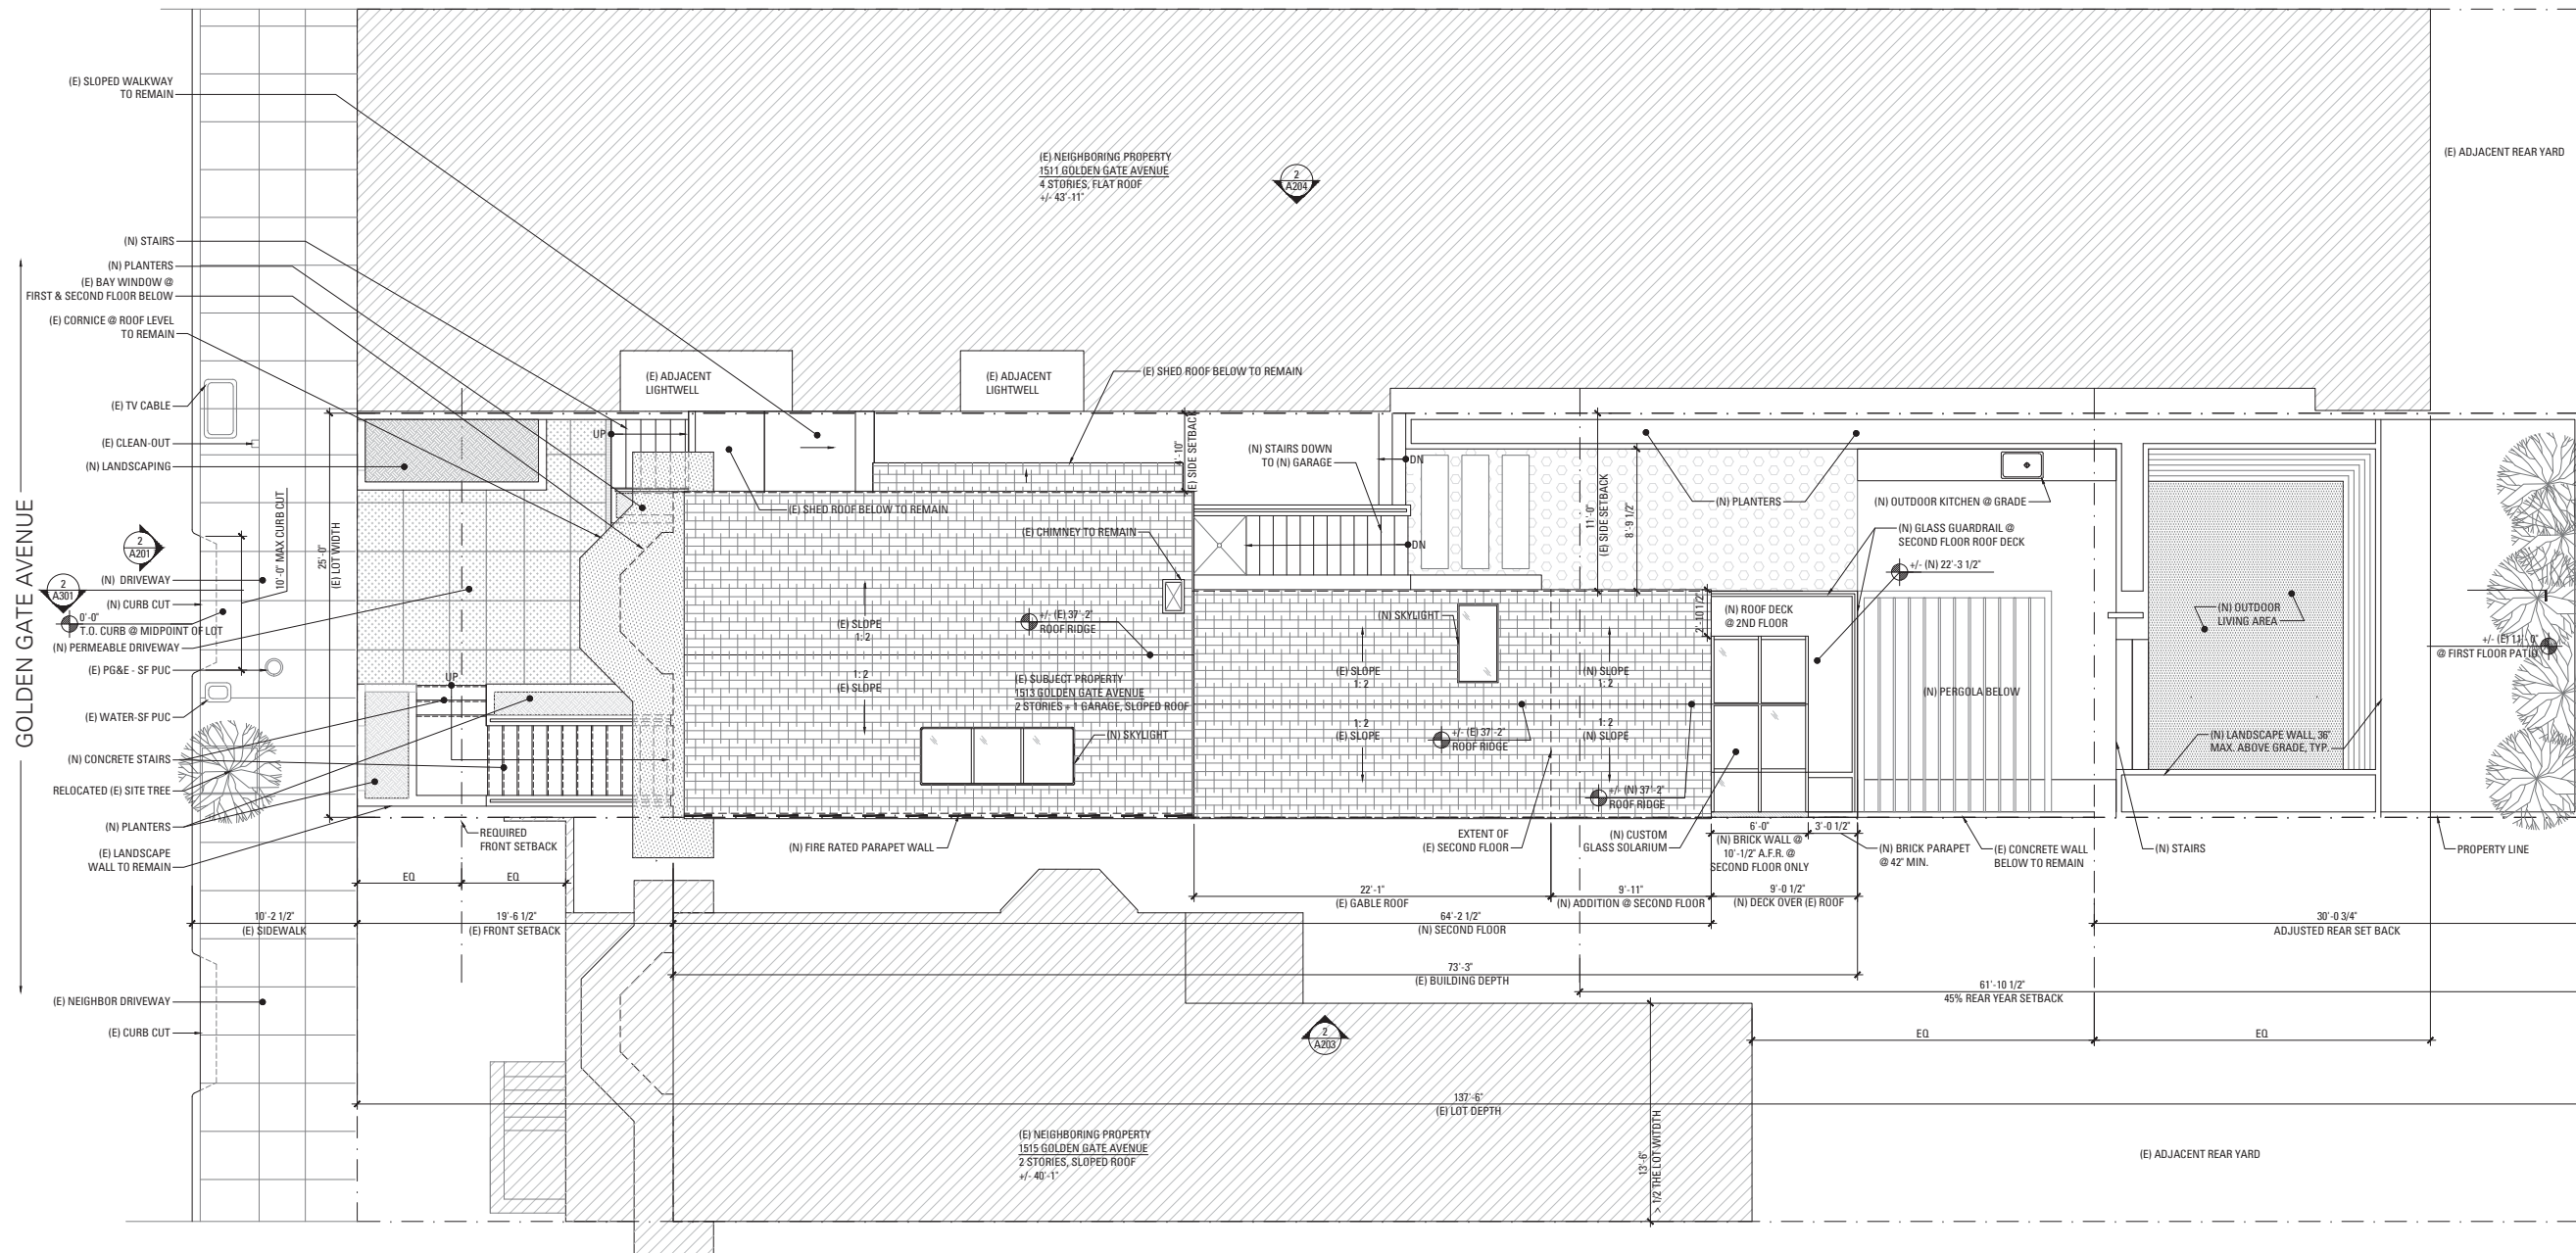 (E) SLOPED WALKWAY
TO REMAIN
(E) ADJACENT REAR YARD
(E) NEIGHBORING PROPERTY
1511 GOLDEN GATE AVENUE
4 STORIES, FLAT ROOF
+/- 43'-11"
2
A204
(N) STAIRS
(N) PLANTERS
(E) BAY WINDOW @
FIRST & SECOND FLOOR BELOW
(E) CORNICE @ ROOF LEVEL
TO REMAIN
(E) ADJACENT
LIGHTWELL
(E) ADJACENT
LIGHTWELL
(E) SHED ROOF BELOW TO REMAIN
(E) TV CABLE
(E) CLEAN-OUT
(N) LANDSCAPING
GOLDEN GATE AVENUE
2
A201
2
A301
(N) DRIVEWAY
(N) CURB CUT
0'-0"
T.O. CURB @ MIDPOINT OF LOT
(N) PERMEABLE DRIVEWAY
(E) PG&E - SF PUC
(E) WATER-SF PUC
(N) CONCRETE STAIRS
RELOCATED (E) SITE TREE
(N) PLANTERS
(E) LANDSCAPE
WALL TO REMAIN
10'-0" MAX CURB CUT
25'-0"
(E) LOT WIDTH
UP
UP
(E) SHED ROOF BELOW TO REMAIN
(E) SIDE SETBACK
(N) STAIRS DOWN
TO (N) GARAGE
DN
DN
(E) CHIMNEY TO REMAIN
(E) SLOPE
1: 2
1: 2
(E) SLOPE
+/- (E) 37'-2"
ROOF RIDGE
(E) SUBJECT PROPERTY
1513 GOLDEN GATE AVENUE
2 STORIES + 1 GARAGE, SLOPED ROOF
(N) SKYLIGHT
11'-0"
(E) SIDE SETBACK
8'-9 1/2"
(N) PLANTERS
(N) OUTDOOR KITCHEN @ GRADE
(N) GLASS GUARDRAIL @
SECOND FLOOR ROOF DECK
+/- (N) 22'-3 1/2"
(N) SKYLIGHT
(E) SLOPE
1: 2
1: 2
(E) SLOPE
(N) SLOPE
1: 2
1: 2
(N) SLOPE
+/- (E) 37'-2"
ROOF RIDGE
+/- (N) 37'-2"
ROOF RIDGE
2'-10 1/2"
(N) ROOF DECK
@ 2ND FLOOR
(N) PERGOLA BELOW
(N) OUTDOOR
LIVING AREA
+/- (E) 11'-0"
@ FIRST FLOOR PATIO
(N) LANDSCAPE WALL, 36"
MAX. ABOVE GRADE, TYP.
REQUIRED
FRONT SETBACK
(N) FIRE RATED PARAPET WALL
EXTENT OF
(E) SECOND FLOOR
(N) CUSTOM
GLASS SOLARIUM
6'-0"
3'-0 1/2"
(N) BRICK WALL @
10'-1/2" A.F.R. @
SECOND FLOOR ONLY
(N) BRICK PARAPET
@ 42" MIN.
(E) CONCRETE WALL
BELOW TO REMAIN
(N) STAIRS
PROPERTY LINE
EQ
EQ
22'-1"
(E) GABLE ROOF
9'-11"
(N) ADDITION @ SECOND FLOOR
9'-0 1/2"
(N) DECK OVER (E) ROOF
10'-2 1/2"
(E) SIDEWALK
19'-6 1/2"
(E) FRONT SETBACK
64'-2 1/2"
(N) SECOND FLOOR
30'-0 3/4"
ADJUSTED REAR SET BACK
73'-3"
(E) BUILDING DEPTH
61'-10 1/2"
45% REAR YEAR SETBACK
(E) NEIGHBOR DRIVEWAY
(E) CURB CUT
2
A203
EQ
EQ
137'-6"
(E) LOT DEPTH
(E) NEIGHBORING PROPERTY
1515 GOLDEN GATE AVENUE
2 STORIES, SLOPED ROOF
+/- 40'-1"
13'-6"
> 1/2 THE LOT WITDTH
(E) ADJACENT REAR YARD